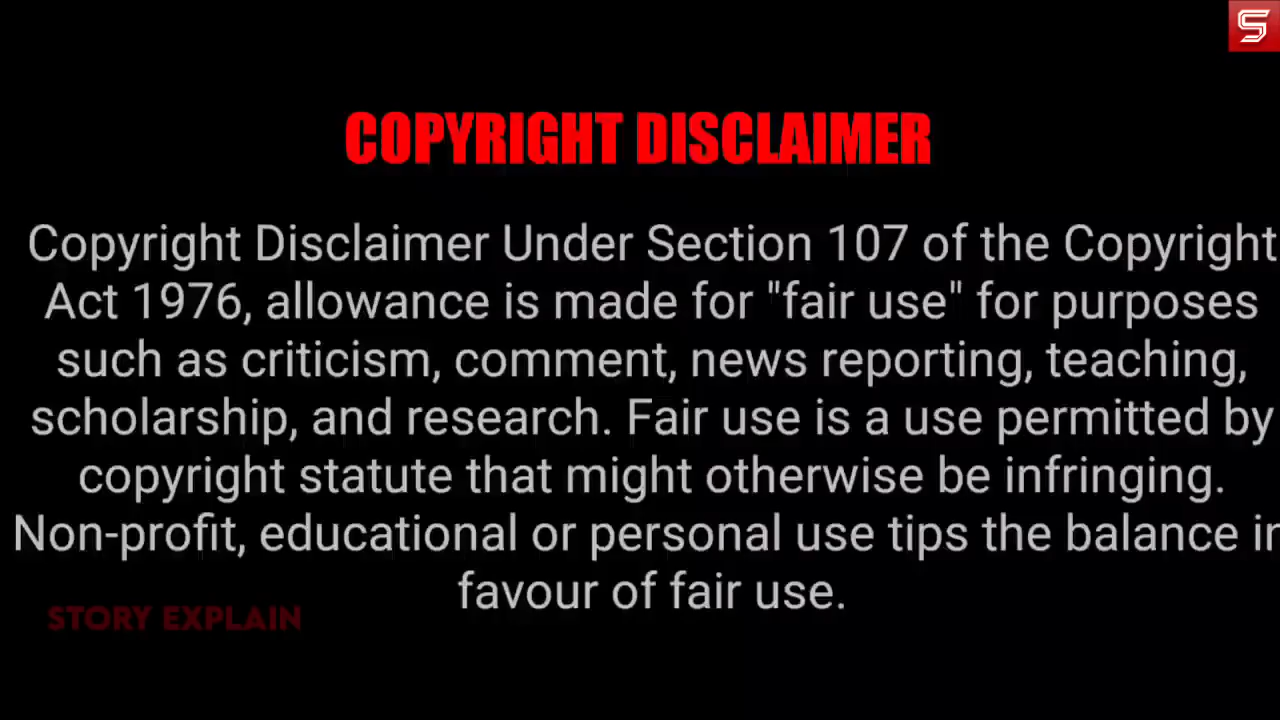 S
COPYRIGHT DISCLAIMER
Copyright Disclaimer Under Section 107 of the Copyright
Act 1976, allowance is made for "fair use" for purposes
such as criticism, comment, news reporting, teaching,
scholarship, and research. Fair use is a use permitted by
copyright statute that might otherwise be infringing.
Non-profit, educational or personal use tips the balance in
favour of fair use.
STORY EXPLAIN